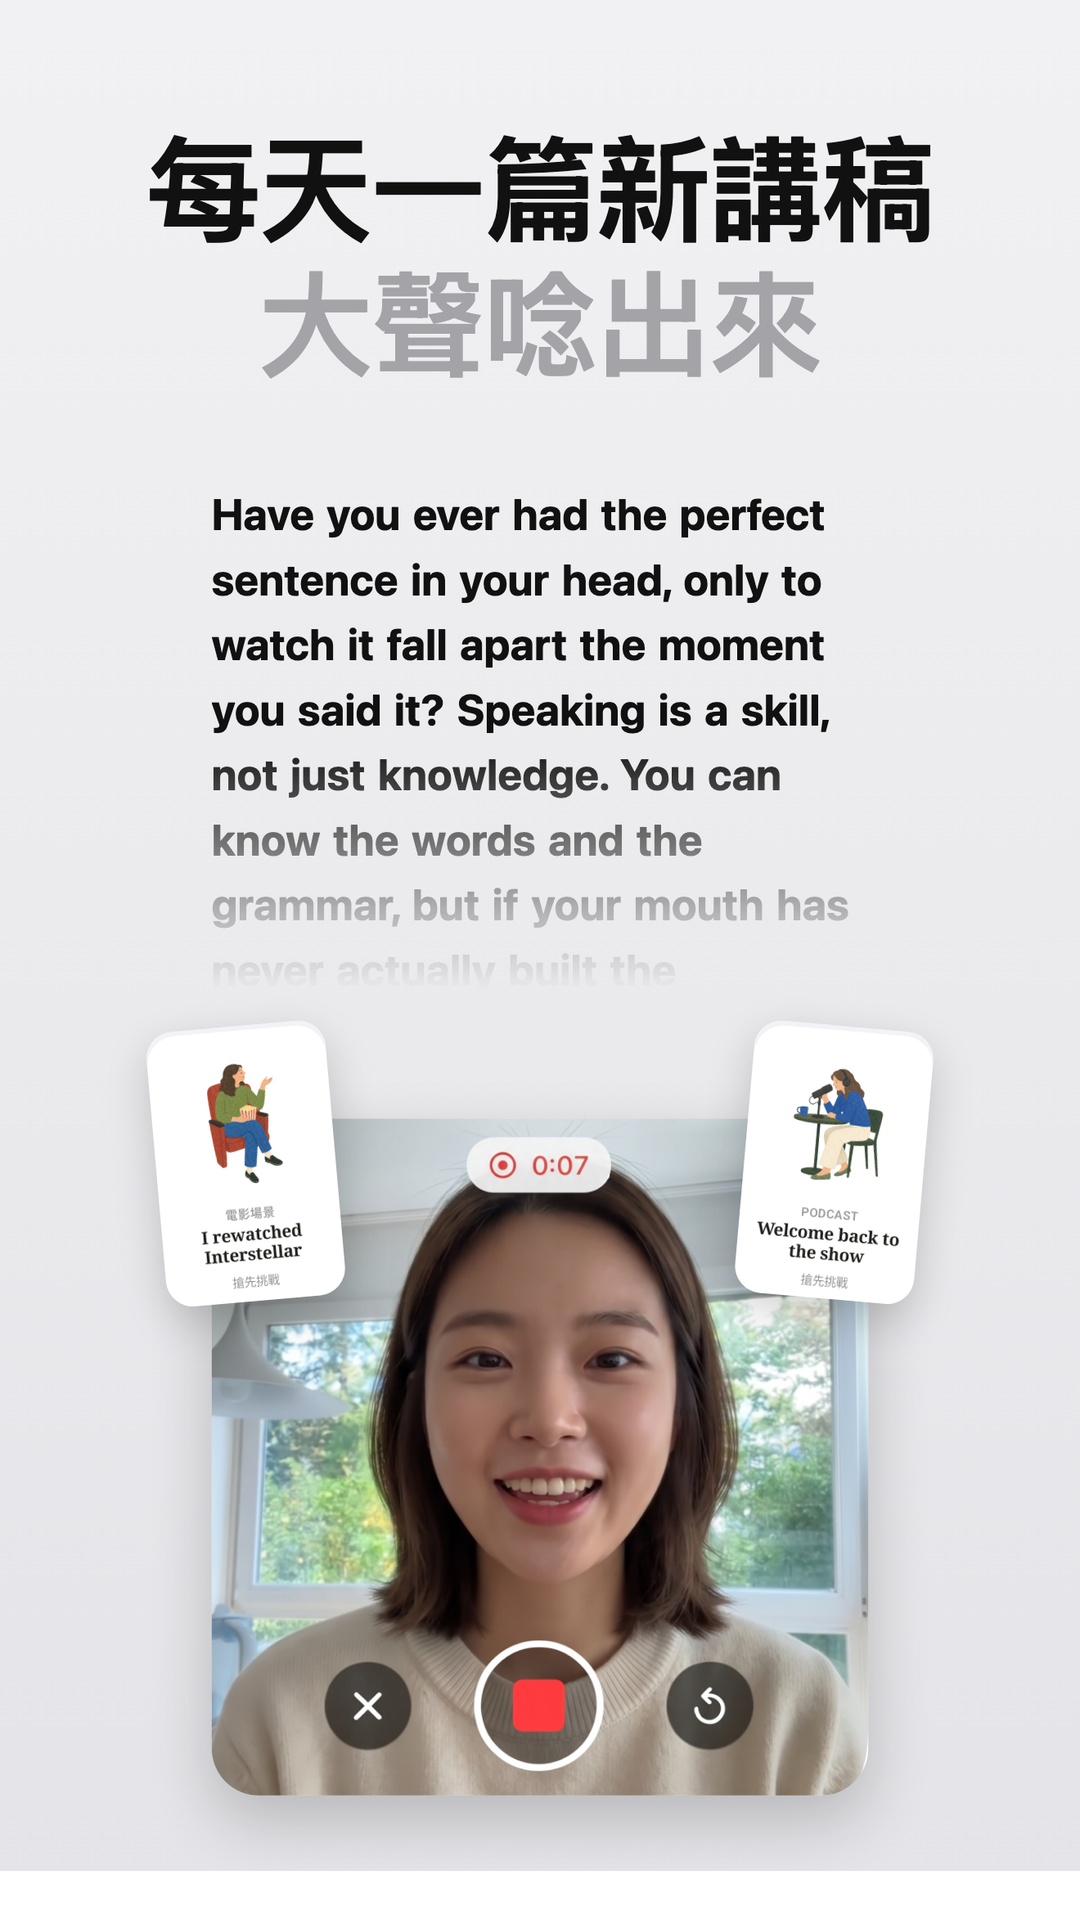 每天一篇新講稿
大聲唸出來
Have you ever had the perfect
sentence in your head, only to
watch it fall apart the moment
you said it? Speaking is a skill,
not just knowledge. You can
know the words and the
grammar, but if your mouth has
never actually built the
電影場景
I rewatched
Interstellar
搶先挑戰
0:07
PODCAST
Welcome back to
the show
搶先挑戰